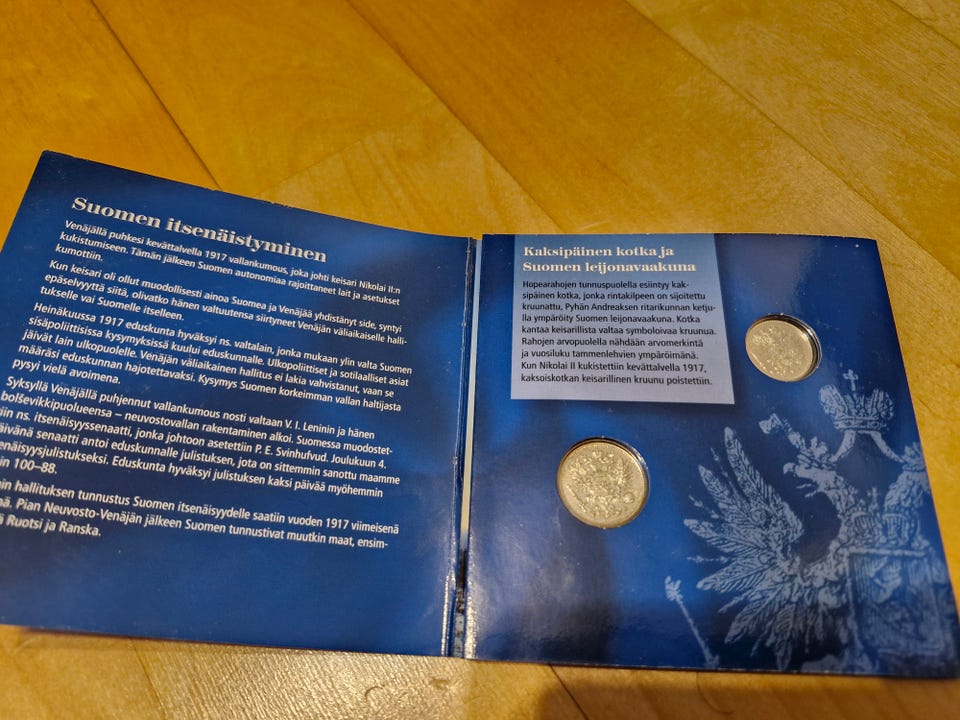 Suomen itsenäistyminen
Venäjällä puhkesi kevättalvella 1917 vallankumous, joka johti keisari Nikolai II:n
kukistumiseen. Tämän jälkeen Suomen autonomiaa rajoittaneet lait ja asetukset
kumottiin.
Kun keisari oli ollut muodollisesti ainoa Suomea ja Venäjää yhdistänyt side, syntyi
epäselvyyttä siitä, olivatko hänen valtuutensa siirtyneet Venäjän väliaikaiselle halli-
tukselle vai Suomelle itselleen.
Heinäkuussa 1917 eduskunta hyväksyi ns. valtalain, jonka mukaan ylin valta Suomen
sisäpoliittisissa kysymyksissä kuului eduskunnalle. Ulkopoliittiset ja sotilaalliset asiat
jäivät lain ulkopuolelle. Venäjän väliaikainen hallitus ei lakia vahvistanut, vaan se
määräsi eduskunnan hajotettavaksi. Kysymys Suomen korkeimman vallan haltijasta
pysyi vielä avoimena.
Syksyllä Venäjällä puhjennut vallankumous nosti valtaan V. I. Leninin ja hänen
bolševikkipuolueensa – neuvostovallan rakentaminen alkoi. Suomessa muodostet-
iin ns. itsenäisyyssenaatti, jonka johtoon asetettiin P. E. Svinhufvud. Joulukuun 4.
äivänä senaatti antoi eduskunnalle julistuksen, jota on sittemmin sanottu maamme
enäisyysjulistukseksi. Eduskunta hyväksyi julistuksen kaksi päivää myöhemmin
in 100–88.
in hallituksen tunnustus Suomen itsenäisyydelle saatiin vuoden 1917 viimeisenä
nä. Pian Neuvosto-Venäjän jälkeen Suomen tunnustivat muutkin maat, ensim-
ä Ruotsi ja Ranska.
Kaksipäinen kotka ja
Suomen leijonavaakuna
Hopearahojen tunnuspuolella esiintyy kak-
sipäinen kotka, jonka rintakilpeen on sijoitettu
kruunattu, Pyhän Andreaksen ritarikunnan ketju-
lla ympäröity Suomen leijonavaakuna. Kotka
kantaa keisarillista valtaa symboloivaa kruunua.
Rahojen arvopuolella nähdään arvomerkintä
ja vuosiluku tammenlehvien ympäröimänä.
Kun Nikolai II kukistettiin kevättalvella 1917,
kaksoiskotkan keisarillinen kruunu poistettiin.